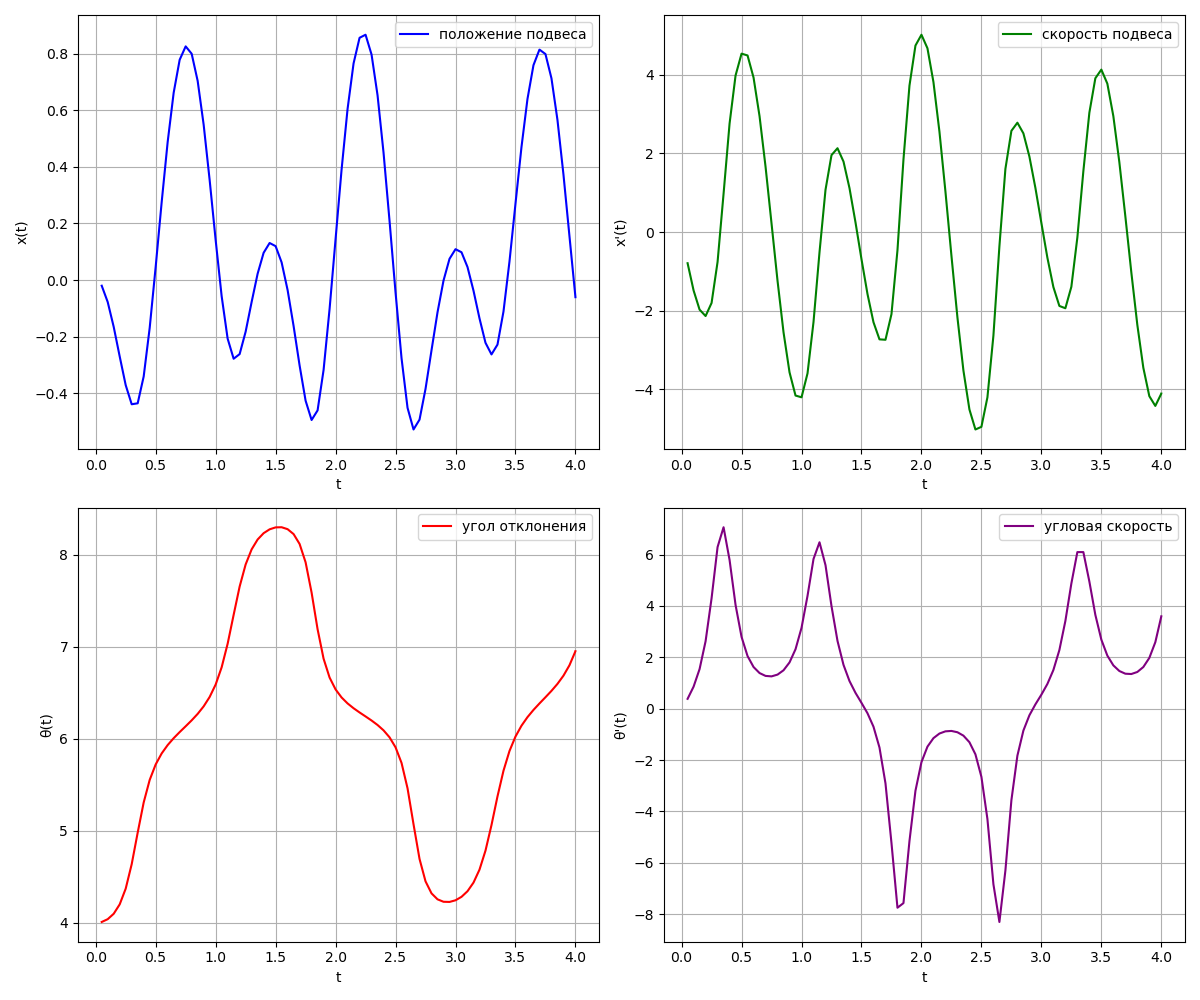 положение подвеса
x(t)
0.8
0.6
0.4
0.2
0.0
−0.2
−0.4
0.0 0.5 1.0 1.5 2.0 2.5 3.0 3.5 4.0
t
скорость подвеса
x'(t)
4
2
0
−2
−4
0.0 0.5 1.0 1.5 2.0 2.5 3.0 3.5 4.0
t
угол отклонения
θ(t)
8
7
6
5
4
0.0 0.5 1.0 1.5 2.0 2.5 3.0 3.5 4.0
t
угловая скорость
θ'(t)
6
4
2
0
−2
−4
−6
−8
0.0 0.5 1.0 1.5 2.0 2.5 3.0 3.5 4.0
t